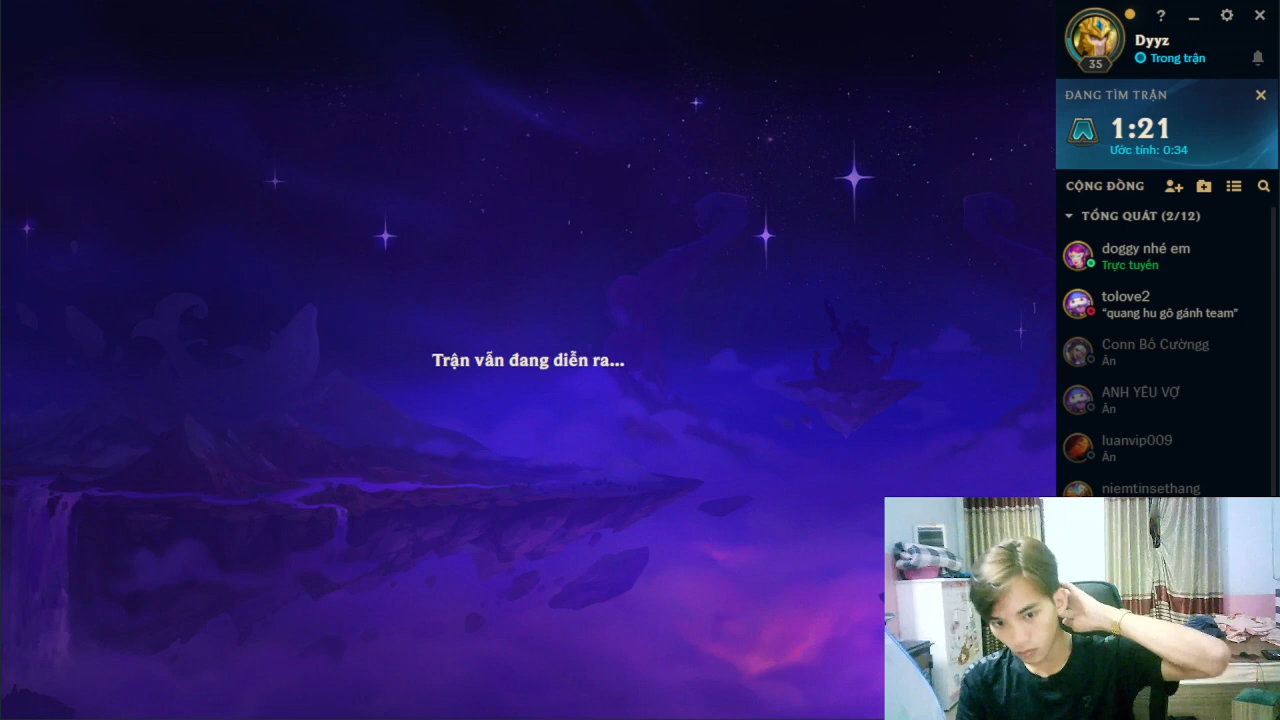 Dyyz
35
Trong trận
ĐANG TÌM TRẬN
1:21
Ước tính: 0:34
CỘNG ĐỒNG
TỔNG QUÁT (2/12)
doggy nhé em
Trực tuyến
tolove2
“quang hu gô gánh team”
Conn Bồ Cườngg
Ẩn
ANH YÊU VỢ
Ẩn
luanvip009
Ẩn
niemtinsethang
Trận vẫn đang diễn ra...